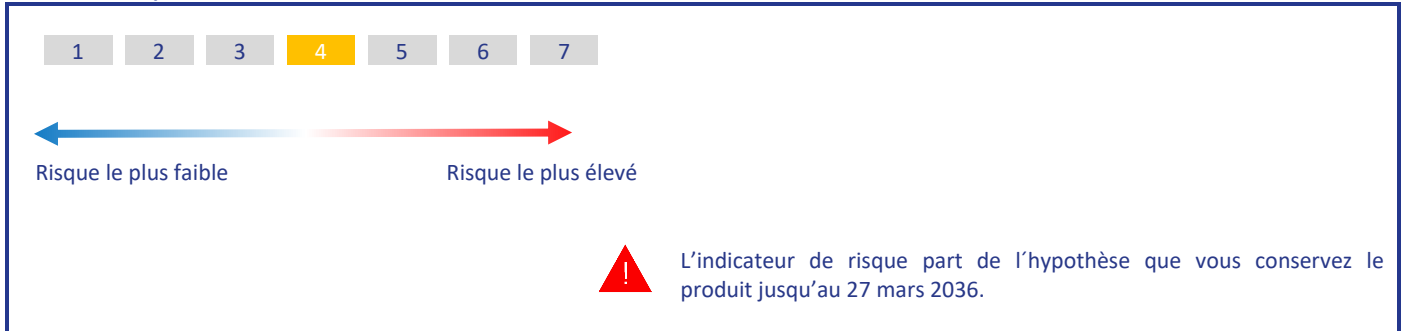 1 2 3 4 5 6 7
Risque le plus faible Risque le plus élevé
!
L’indicateur de risque part de l´hypothèse que vous conservez le
produit jusqu’au 27 mars 2036.